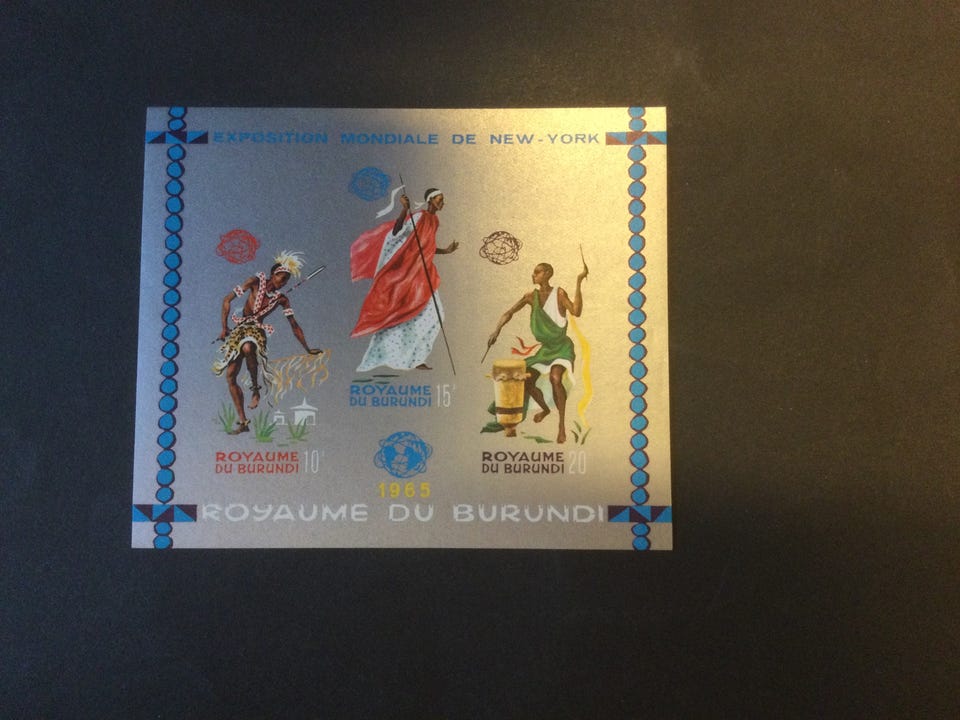 EXPOSITION MONDIALE DE NEW-YORK
ROYAUME
DU BURUNDI 15F
ROYAUME
DU BURUNDI 10F
ROYAUME
DU BURUNDI 20
1965
ROYAUME DU BURUNDI